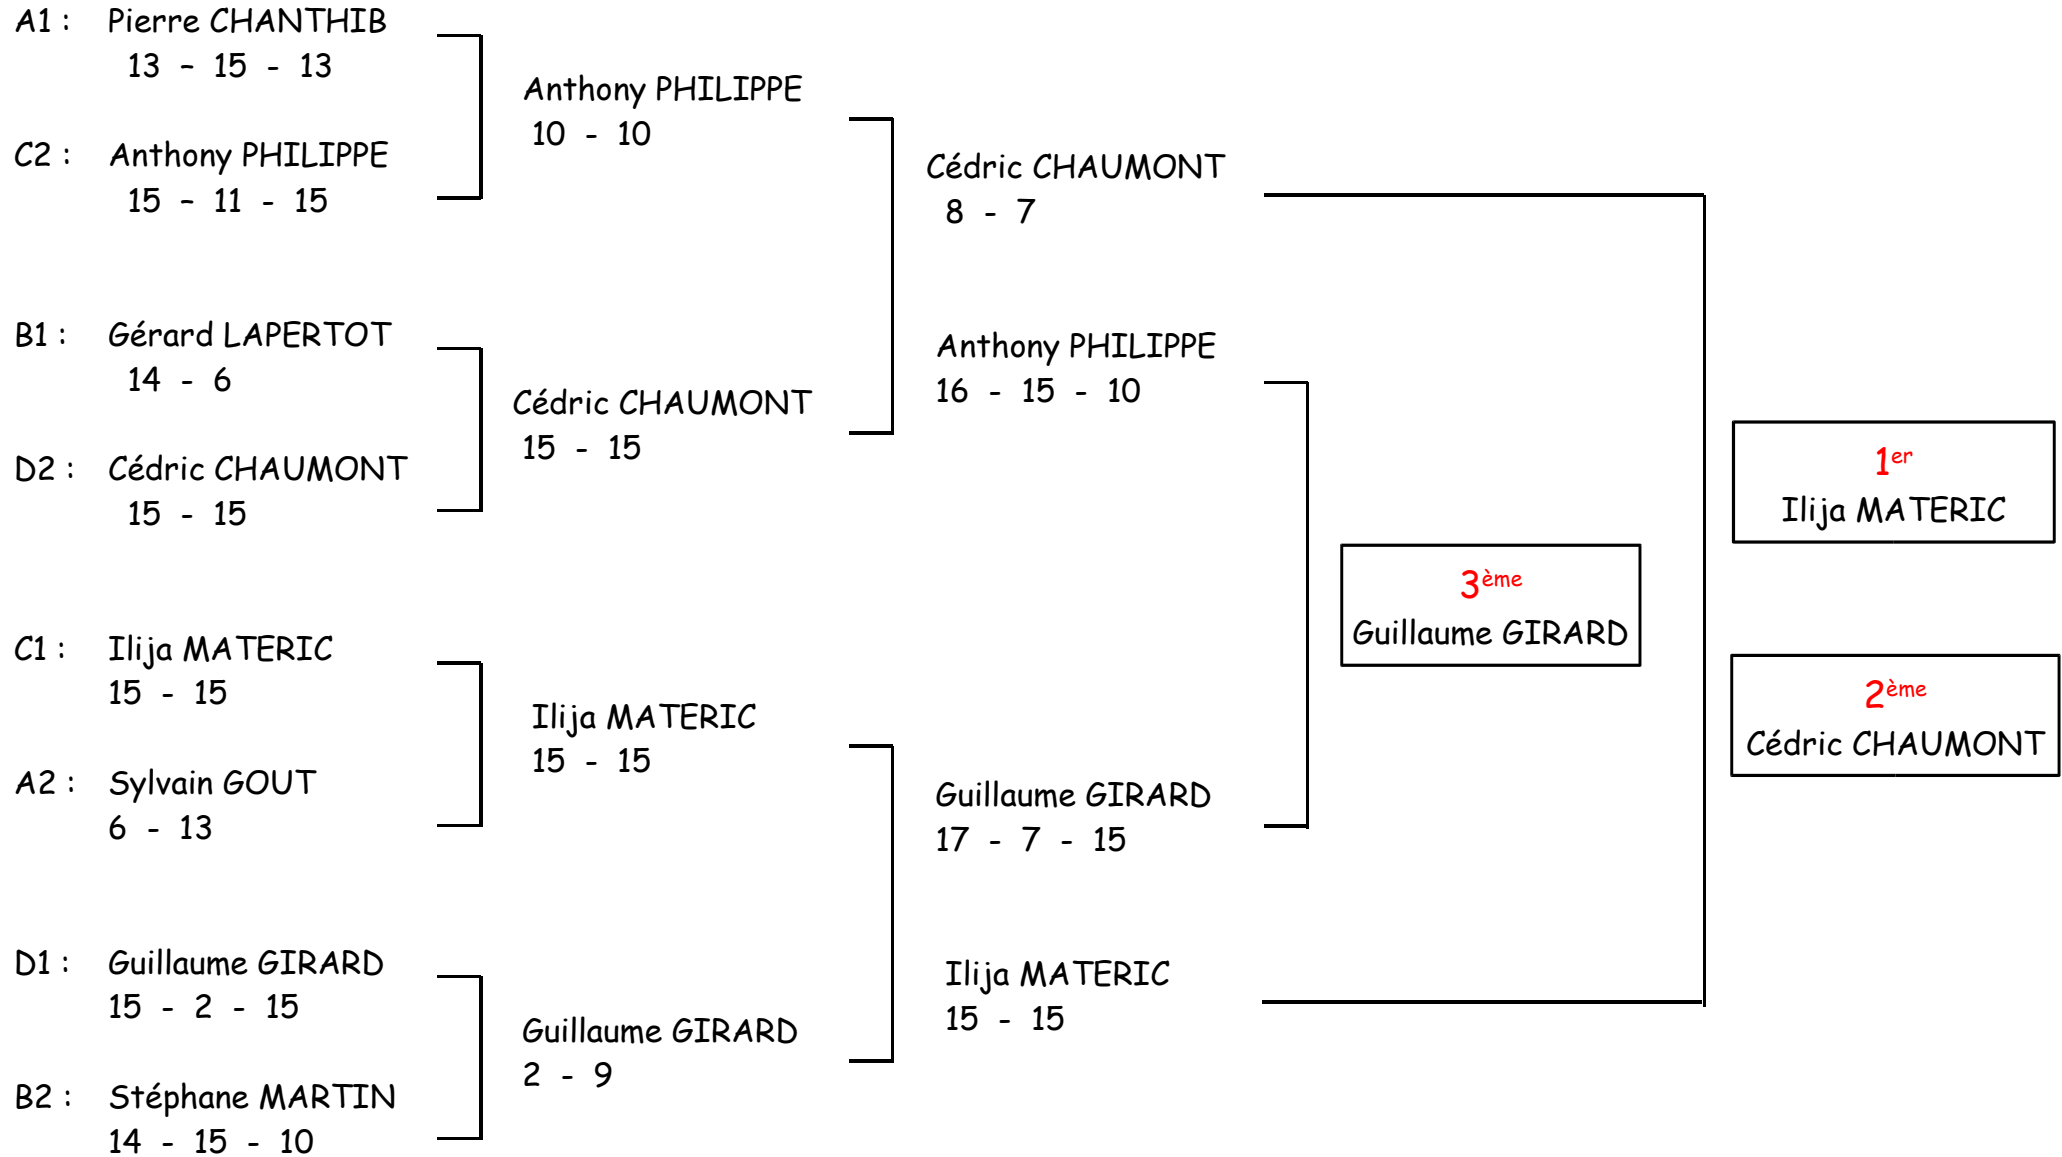 A1 : Pierre CHANTHIB
13 – 15 - 13
C2 : Anthony PHILIPPE
15 – 11 - 15
B1 : Gérard LAPERTOT
14 - 6
D2 : Cédric CHAUMONT
15 - 15
C1 : Ilija MATERIC
15 - 15
A2 : Sylvain GOUT
6 - 13
D1 : Guillaume GIRARD
15 - 2 - 15
B2 : Stéphane MARTIN
14 - 15 - 10
Anthony PHILIPPE
10 - 10
Cédric CHAUMONT
15 - 15
Ilija MATERIC
15 - 15
Guillaume GIRARD
2 - 9
Cédric CHAUMONT
8 - 7
Anthony PHILIPPE
16 - 15 - 10
Guillaume GIRARD
17 - 7 - 15
Ilija MATERIC
15 - 15
3ème
Guillaume GIRARD
1er
Ilija MATERIC
2ème
Cédric CHAUMONT